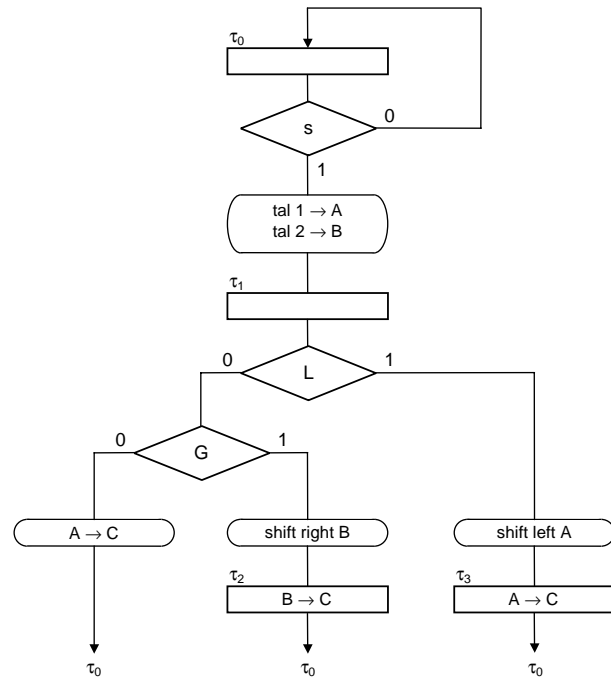 τ0
s
0
1
tal 1 → A
tal 2 → B
τ1
0
L
1
0
G
1
A → C
shift right B
shift left A
τ2
B → C
τ3
A → C
τ0
τ0
τ0